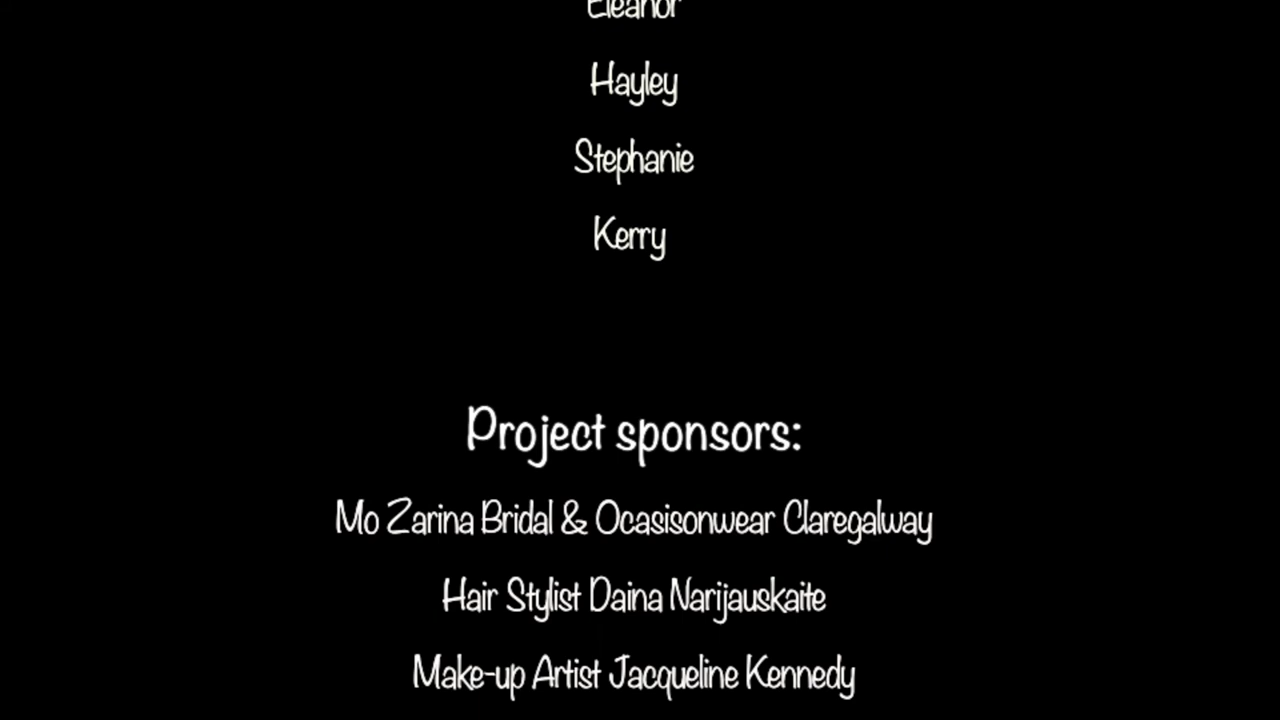 Eleanor
Hayley
Stephanie
Kerry
Project sponsors:
Mo Zarina Bridal & Ocasisonwear Claregalway
Hair Stylist Daina Narijauskaite
Make-up Artist Jacqueline Kennedy